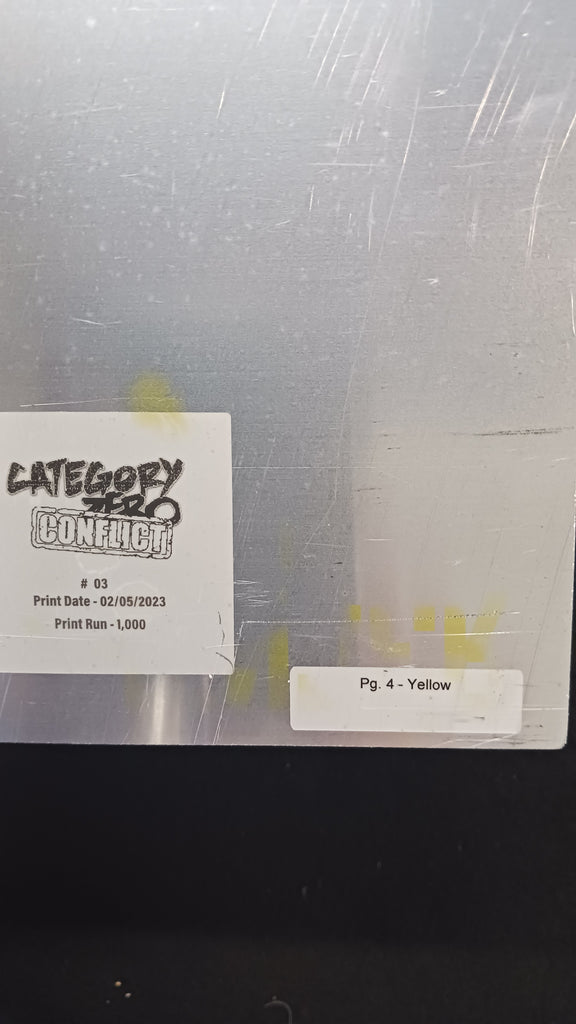 CATEGORY
ZERO
CONFLICT
# 03
Print Date - 02/05/2023
Print Run - 1,000
Pg. 4 - Yellow